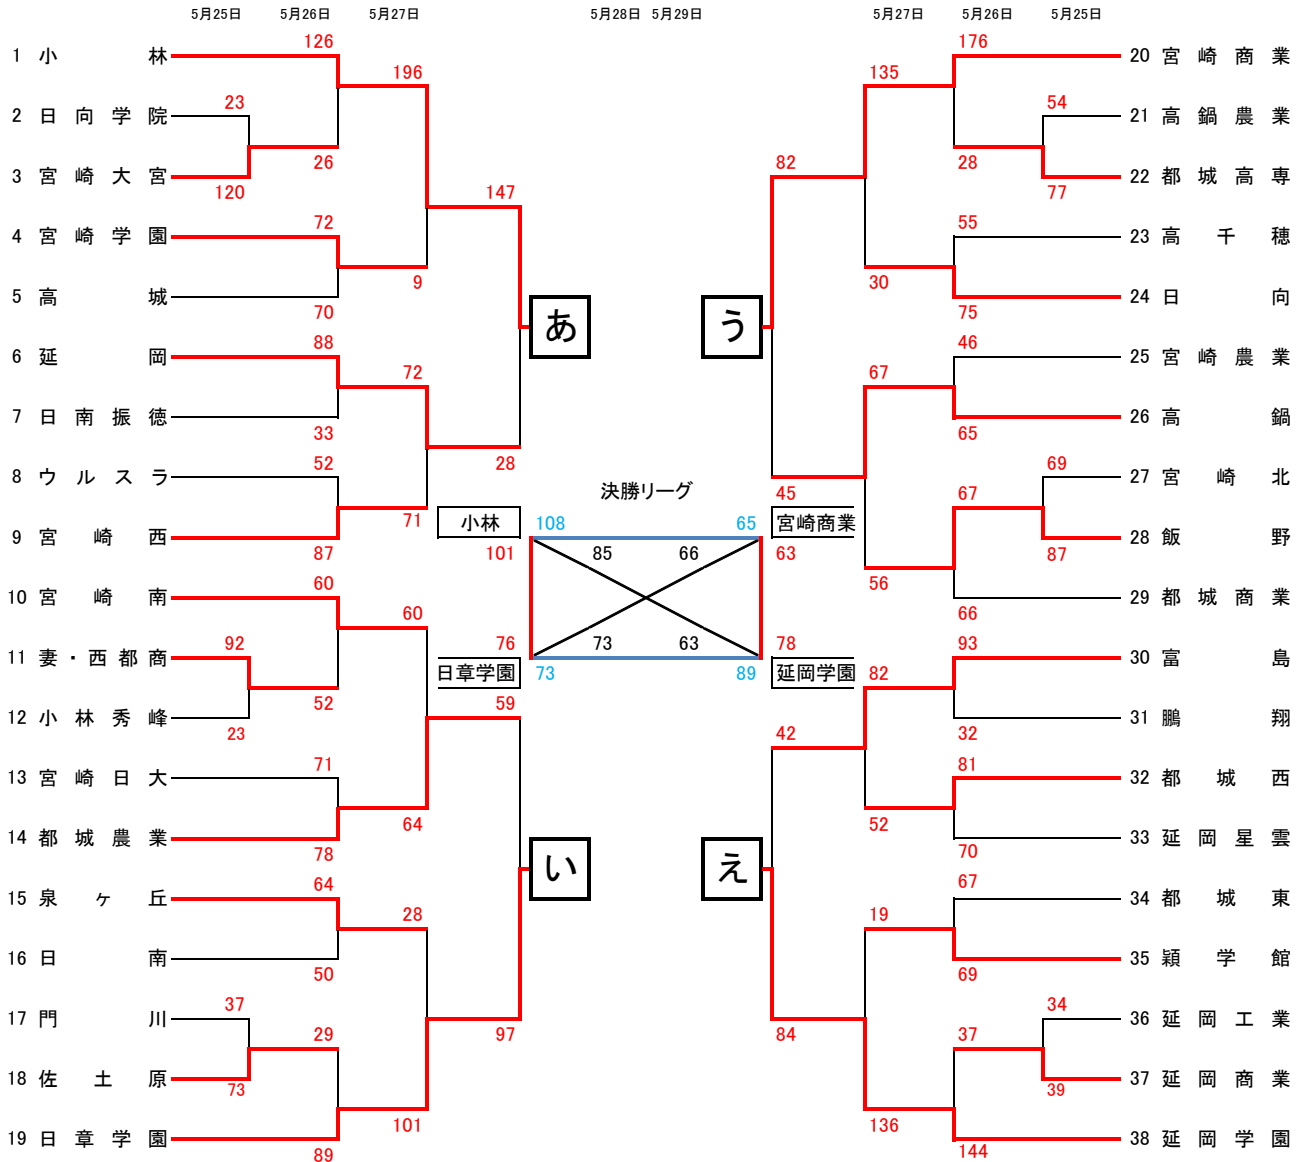 5月25日 5月26日 5月27日 5月28日 5月29日 5月27日 5月26日 5月25日
126 176
1 小林 20 宮崎商業
196 135
23 54
2 日向学院 21 高鍋農業
26 82 28
3 宮崎大宮 22 都城高専
120 147 77
72 55
4 宮崎学園 23 高千穂
9 30
5 高城 24 日向
70 75
あ う
88 46
6 延岡 25 宮崎農業
72 67
7 日南振徳 26 高鍋
33 65
52 28 69
8 ウルスラ 27 宮崎北
決勝リーグ
45 67
71 小林 108 65 宮崎商業
9 宮崎西 28 飯野
87 101 85 66 63 87
60 56
10 宮崎南 29 都城商業
60 66
92 76 73 63 78 93
11 妻・西都商 30 富島
日章学園 73 89 延岡学園 82
52 59
12 小林秀峰 31 鵬翔
23 42 32
71 81
13 宮崎日大 32 都城西
64 52
14 都城農業 33 延岡星雲
78 70
い え
64 67
15 泉ヶ丘 34 都城東
28 19
16 日南 35 穎学館
50 69
37 34
17 門川 36 延岡工業
29 97 84 37
18 佐土原 37 延岡商業
73 39
101 136
19 日章学園 38 延岡学園
89 144